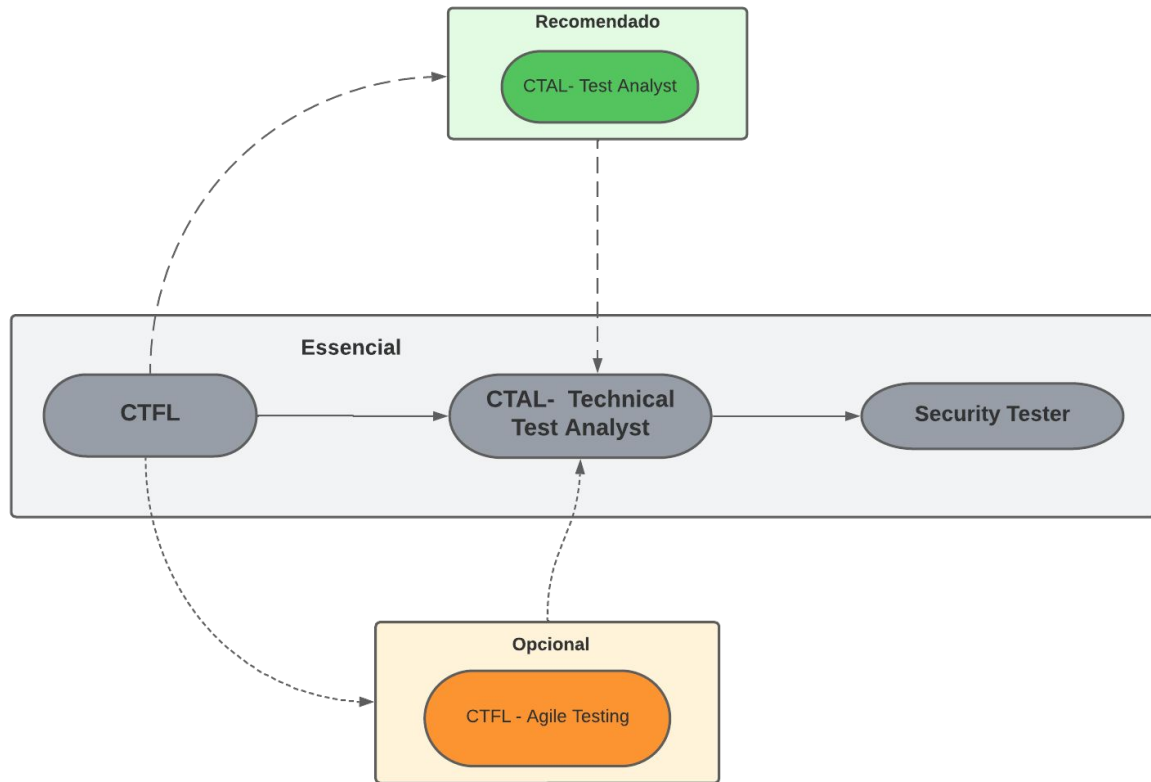 Recomendado
CTAL- Test Analyst
Essencial
CTFL
CTAL-  Technical
Test Analyst
Security Tester
Opcional
CTFL - Agile Testing